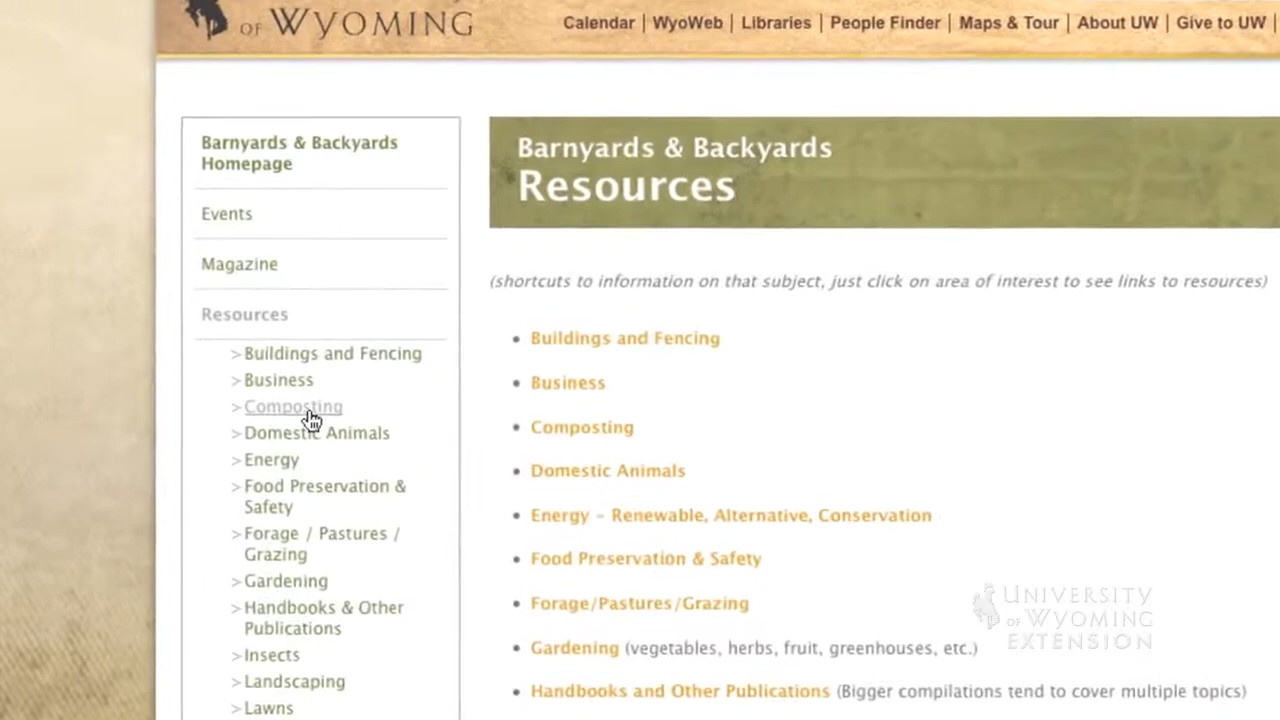 OF WYOMING
Calendar | WyoWeb | Libraries | People Finder | Maps & Tour | About UW | Give to UW |
Barnyards & Backyards
Homepage
Events
Magazine
Resources
>Buildings and Fencing
>Business
>Composting
>Domestic Animals
>Energy
>Food Preservation &
Safety
>Forage / Pastures /
Grazing
>Gardening
>Handbooks & Other
Publications
>Insects
>Landscaping
>Lawns
Barnyards & Backyards
Resources
(shortcuts to information on that subject, just click on area of interest to see links to resources)
• Buildings and Fencing
• Business
• Composting
• Domestic Animals
• Energy - Renewable, Alternative, Conservation
• Food Preservation & Safety
• Forage/Pastures/Grazing
• Gardening (vegetables, herbs, fruit, greenhouses, etc.)
• Handbooks and Other Publications (Bigger compilations tend to cover multiple topics)
UNIVERSITY
OF WYOMING
EXTENSION